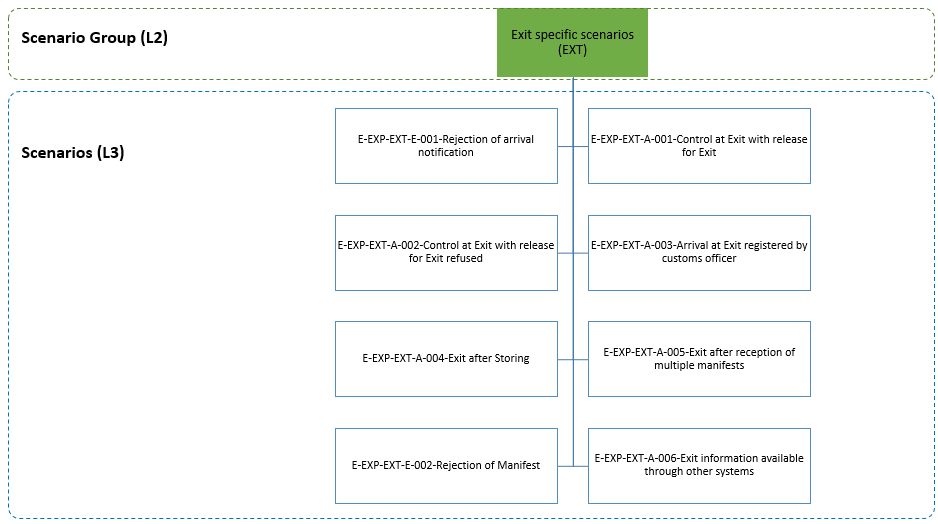 Scenario Group (L2)
Exit specific scenarios
(EXT)
Scenarios (L3)
E-EXP-EXT-E-001-Rejection of arrival
notification
E-EXP-EXT-A-001-Control at Exit with release
for Exit
E-EXP-EXT-A-002-Control at Exit with release
for Exit refused
E-EXP-EXT-A-003-Arrival at Exit registered by
customs officer
E-EXP-EXT-A-004-Exit after Storing
E-EXP-EXT-A-005-Exit after reception of
multiple manifests
E-EXP-EXT-E-002-Rejection of Manifest
E-EXP-EXT-A-006-Exit information available
through other systems